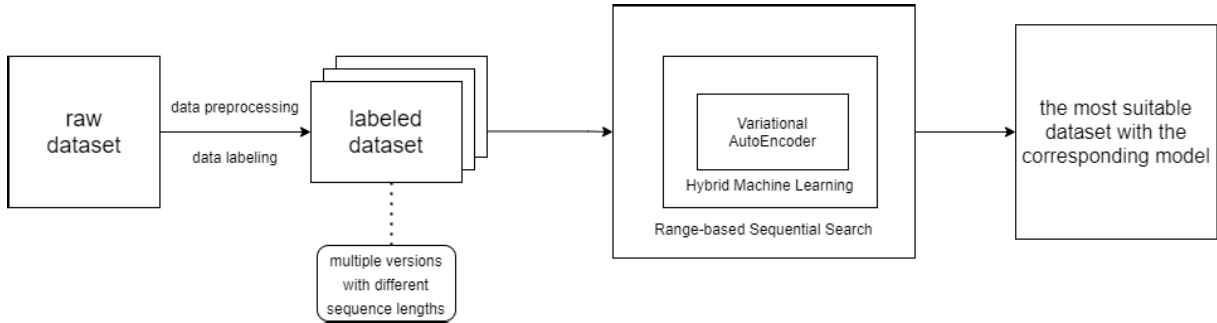 raw
dataset
data preprocessing
data labeling
labeled
dataset
multiple versions
with different
sequence lengths
Variational
AutoEncoder
Hybrid Machine Learning
Range-based Sequential Search
the most suitable
dataset with the
corresponding model